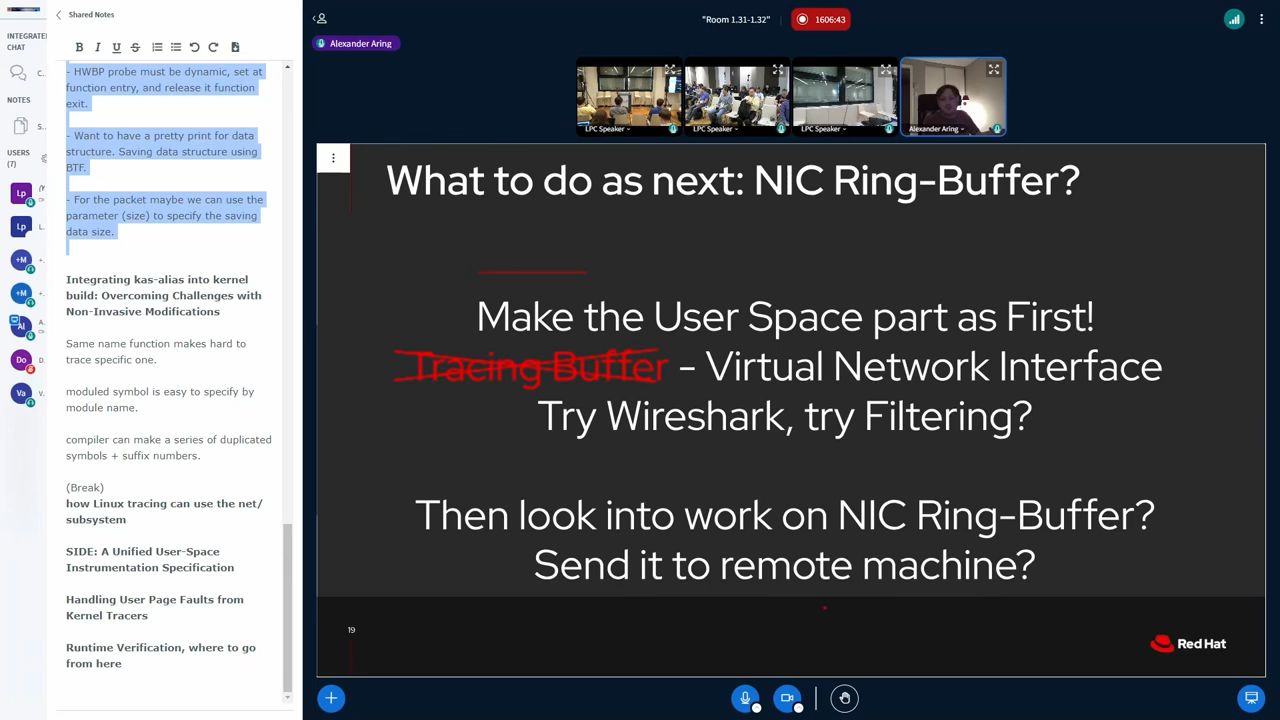 Shared Notes
INTEGRATE
CHAT
C..
NOTES
S...
USERS
(7)
Lp
(\
Lp
L..
+M
+.
+M
+.
Al
A.
Do
D.
Va
V.
B I U S
- HWBP probe must be dynamic, set at
function entry, and release it function
exit.
- Want to have a pretty print for data
structure. Saving data structure using
BTF.
- For the packet maybe we can use the
parameter (size) to specify the saving
data size.
Integrating kas-alias into kernel
build: Overcoming Challenges with
Non-Invasive Modifications
Same name function makes hard to
trace specific one.
moduled symbol is easy to specify by
module name.
compiler can make a series of duplicated
symbols + suffix numbers.
(Break)
how Linux tracing can use the net/
subsystem
SIDE: A Unified User-Space
Instrumentation Specification
Handling User Page Faults from
Kernel Tracers
Runtime Verification, where to go
from here
"Room 1.31-1.32"
1606:43
Alexander Aring
LPC Speaker
LPC Speaker
LPC Speaker
Alexander Aring
What to do as next: NIC Ring-Buffer?
Make the User Space part as First!
Tracing Buffer - Virtual Network Interface
Try Wireshark, try Filtering?
Then look into work on NIC Ring-Buffer?
Send it to remote machine?
19
Red Hat